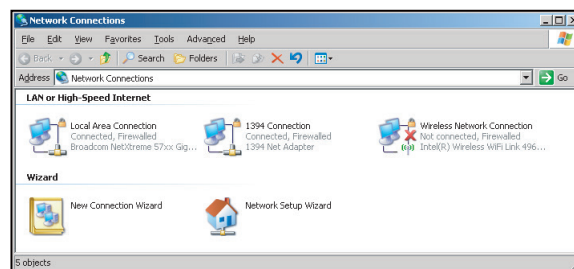 Network Connections
File Edit View Favorites Tools Advanced Help
Back Search Folders
Address Network Connections Go
LAN or High-Speed Internet
Local Area Connection
Connected, Firewalled
Broadcom NetXtreme 57xx Gig...
1394 Connection
Connected, Firewalled
1394 Net Adapter
Wireless Network Connection
Not connected, Firewalled
Intel(R) Wireless WiFi Link 496...
Wizard
New Connection Wizard
Network Setup Wizard
5 objects